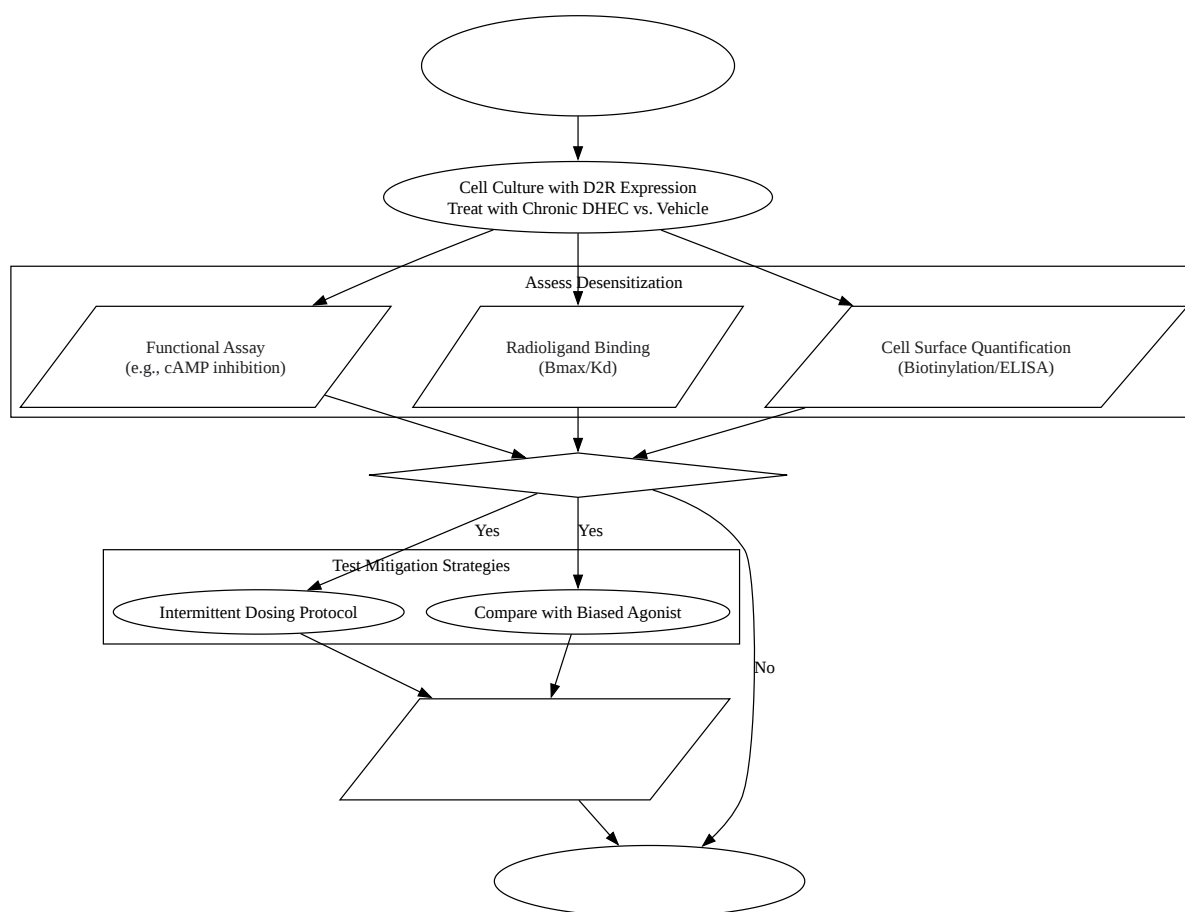 Cell Culture with D2R Expression
Treat with Chronic DHEC vs. Vehicle
Assess Desensitization
Functional Assay
(e.g., cAMP inhibition)
Radioligand Binding
(Bmax/Kd)
Cell Surface Quantification
(Biotinylation/ELISA)
Yes
Yes
Test Mitigation Strategies
Intermittent Dosing Protocol
Compare with Biased Agonist
No